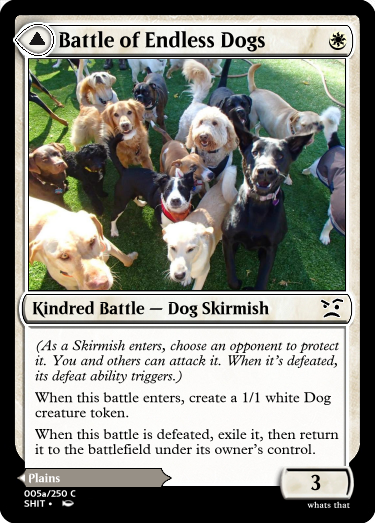 Battle of Endless Dogs
Kindred Battle — Dog Skirmish
(As a Skirmish enters, choose an opponent to protect
it. You and others can attack it. When it's defeated,
its defeat ability triggers.)
When this battle enters, create a 1/1 white Dog
creature token.
When this battle is defeated, exile it, then return
it to the battlefield under its owner's control.
Plains
3
005a/250 C
SHIT •
whats that